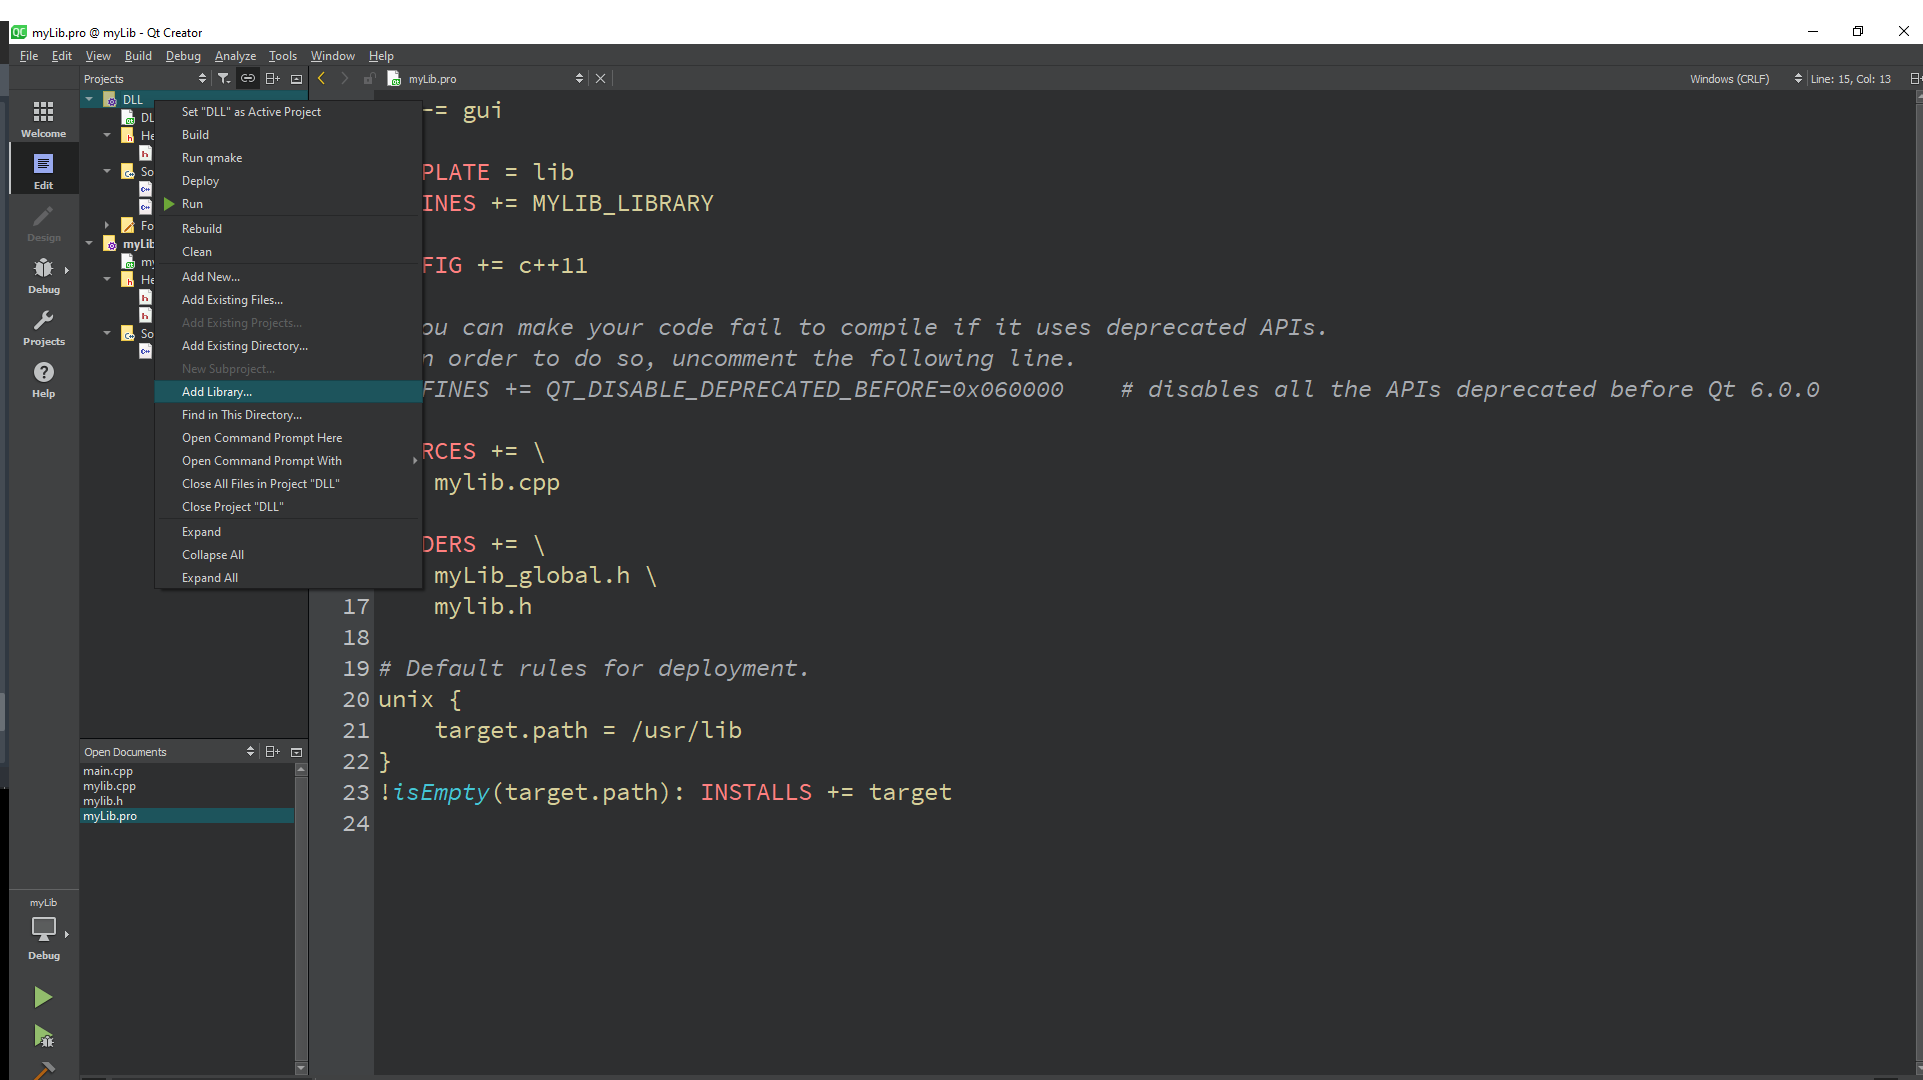 QC myLib.pro @ myLib - Qt Creator
File Edit View Build Debug Analyze Tools Window Help
Projects
myLib.pro
Windows (CRLF)
Line: 15, Col: 13
Welcome
Edit
Design
Debug
Projects
Help
DLL
DL
He
h
So
C++
C++
Fo
myLib
my
He
h
h
So
C++
Set "DLL" as Active Project
Build
Run qmake
Deploy
Run
Rebuild
Clean
Add New...
Add Existing Files...
Add Existing Projects...
Add Existing Directory...
New Subproject...
Add Library...
Find in This Directory...
Open Command Prompt Here
Open Command Prompt With
Close All Files in Project "DLL"
Close Project "DLL"
Expand
Collapse All
Expand All
-= gui
PLATE = lib
INES += MYLIB_LIBRARY
FIG += c++11
ou can make your code fail to compile if it uses deprecated APIs.
n order to do so, uncomment the following line.
FINES += QT_DISABLE_DEPRECATED_BEFORE=0x060000 # disables all the APIs deprecated before Qt 6.0.0
RCES += \
mylib.cpp
DERS += \
myLib_global.h \
17 mylib.h
18
19 # Default rules for deployment.
20 unix {
21 target.path = /usr/lib
22 }
23 !isEmpty(target.path): INSTALLS += target
24
Open Documents
main.cpp
mylib.cpp
mylib.h
myLib.pro
myLib
Debug